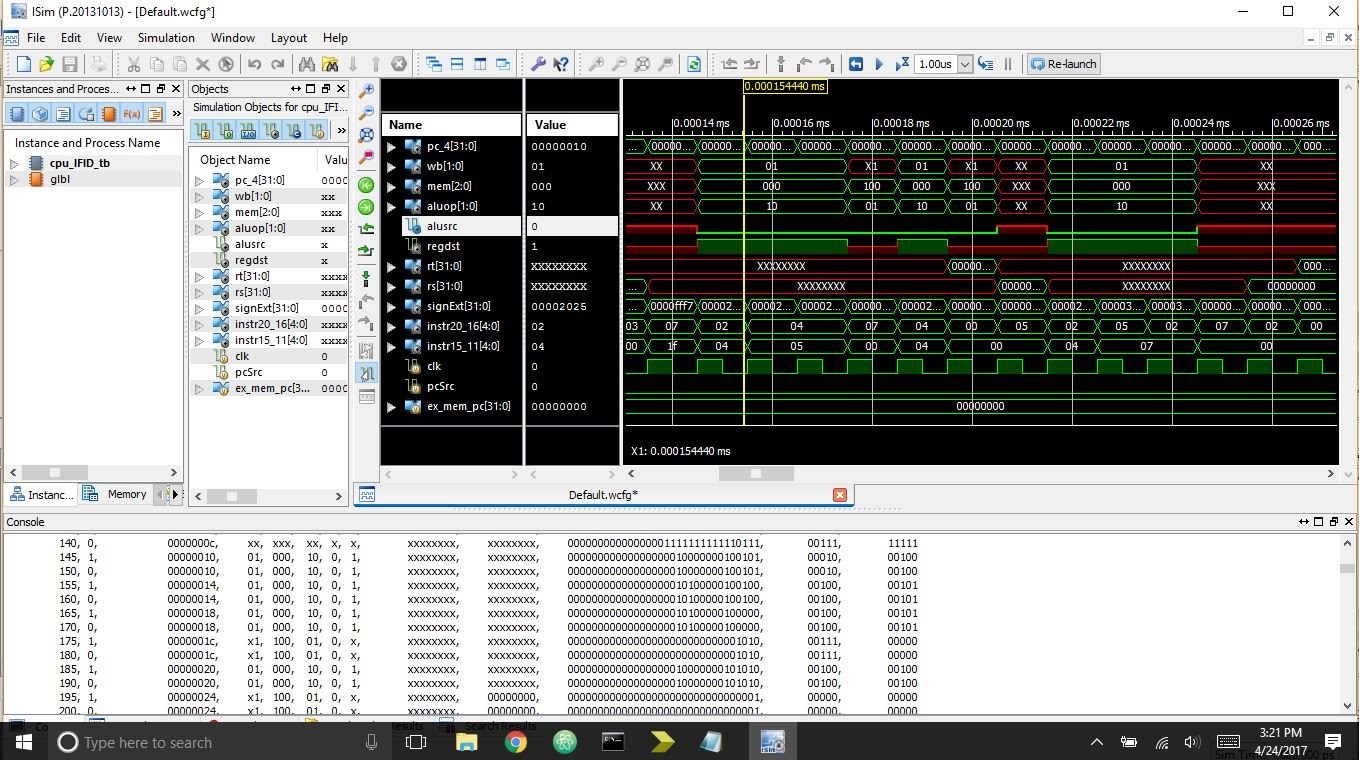 ISim (P.20131013) - [Default.wcfg*]
File Edit View Simulation Window Layout Help
1.00us Re-launch
Instances and Proces...
Instance and Process Name
cpu_IFID_tb
glbl
Instanc... Memory
Objects
Simulation Objects for cpu_IFI...
Object Name Valu
pc_4[31:0] 0000
wb[1:0] xx
mem[2:0] xxx
aluop[1:0] xx
alusrc x
regdst x
rt[31:0] xxxx
rs[31:0] xxxx
signExt[31:0] 0000
instr20_16[4:0] xxxx
instr15_11[4:0] xxxx
clk 0
pcSrc 0
ex_mem_pc[3... 0000
0.000154440 ms
0.00014 ms 0.00016 ms 0.00018 ms 0.00020 ms 0.00022 ms 0.00024 ms 0.00026 ms
Name Value
pc_4[31:0] 00000010 ... 00000... 00000... 00000... 00000... 00000... 00000... 00000... 00000... 00000... 00000... 00000... 00000... 00000... 000...
wb[1:0] 01 XX 01 X1 01 X1 XX 01 XX
mem[2:0] 000 XXX 000 100 000 100 XXX 000 XXX
aluop[1:0] 10 XX 10 01 10 01 XX 10 XX
alusrc 0
regdst 1
rt[31:0] XXXXXXXX XXXXXXXX 00000... XXXXXXXX 000...
rs[31:0] XXXXXXXX ... XXXXXXXX 00000... XXXXXXXX 00000000
signExt[31:0] 00002025 ... 0000fff7 00002... 00002... 00002... 00000... 00002... 00000... 00000... 00002... 00003... 00003... 00000... 00000... 000...
instr20_16[4:0] 02 03 07 02 04 07 04 00 05 02 05 02 07 02 00
instr15_11[4:0] 04 00 1f 04 05 00 04 00 04 07 00
clk 0
pcSrc 0
ex_mem_pc[31:0] 00000000 00000000
X1: 0.000154440 ms
Default.wcfg*
Console
140, 0, 0000000c, xx, xxx, xx, x, x, xxxxxxxx, xxxxxxxx, 00000000000000001111111111110111, 00111, 11111
145, 1, 00000010, 01, 000, 10, 0, 1, xxxxxxxx, xxxxxxxx, 00000000000000000010000000100101, 00010, 00100
150, 0, 00000010, 01, 000, 10, 0, 1, xxxxxxxx, xxxxxxxx, 00000000000000000010000000100101, 00010, 00100
155, 1, 00000014, 01, 000, 10, 0, 1, xxxxxxxx, xxxxxxxx, 00000000000000000010100000100100, 00100, 00101
160, 0, 00000014, 01, 000, 10, 0, 1, xxxxxxxx, xxxxxxxx, 00000000000000000010100000100100, 00100, 00101
165, 1, 00000018, 01, 000, 10, 0, 1, xxxxxxxx, xxxxxxxx, 00000000000000000010100000100000, 00100, 00101
170, 0, 00000018, 01, 000, 10, 0, 1, xxxxxxxx, xxxxxxxx, 00000000000000000010100000100000, 00100, 00101
175, 1, 0000001c, x1, 100, 01, 0, x, xxxxxxxx, xxxxxxxx, 00000000000000000000000000001010, 00111, 00000
180, 0, 0000001c, x1, 100, 01, 0, x, xxxxxxxx, xxxxxxxx, 00000000000000000000000000001010, 00111, 00000
185, 1, 00000020, 01, 000, 10, 0, 1, xxxxxxxx, xxxxxxxx, 00000000000000000010000000101010, 00100, 00100
190, 0, 00000020, 01, 000, 10, 0, 1, xxxxxxxx, xxxxxxxx, 00000000000000000010000000101010, 00100, 00100
195, 1, 00000024, x1, 100, 01, 0, x, xxxxxxxx, 00000000, 00000000000000000000000000000001, 00000, 00000
200, 0, 00000024, x1, 100, 01, 0, x, xxxxxxxx, 00000000, 00000000000000000000000000000001, 00000, 00000
Search Results
Type here to search
3:21 PM
4/24/2017